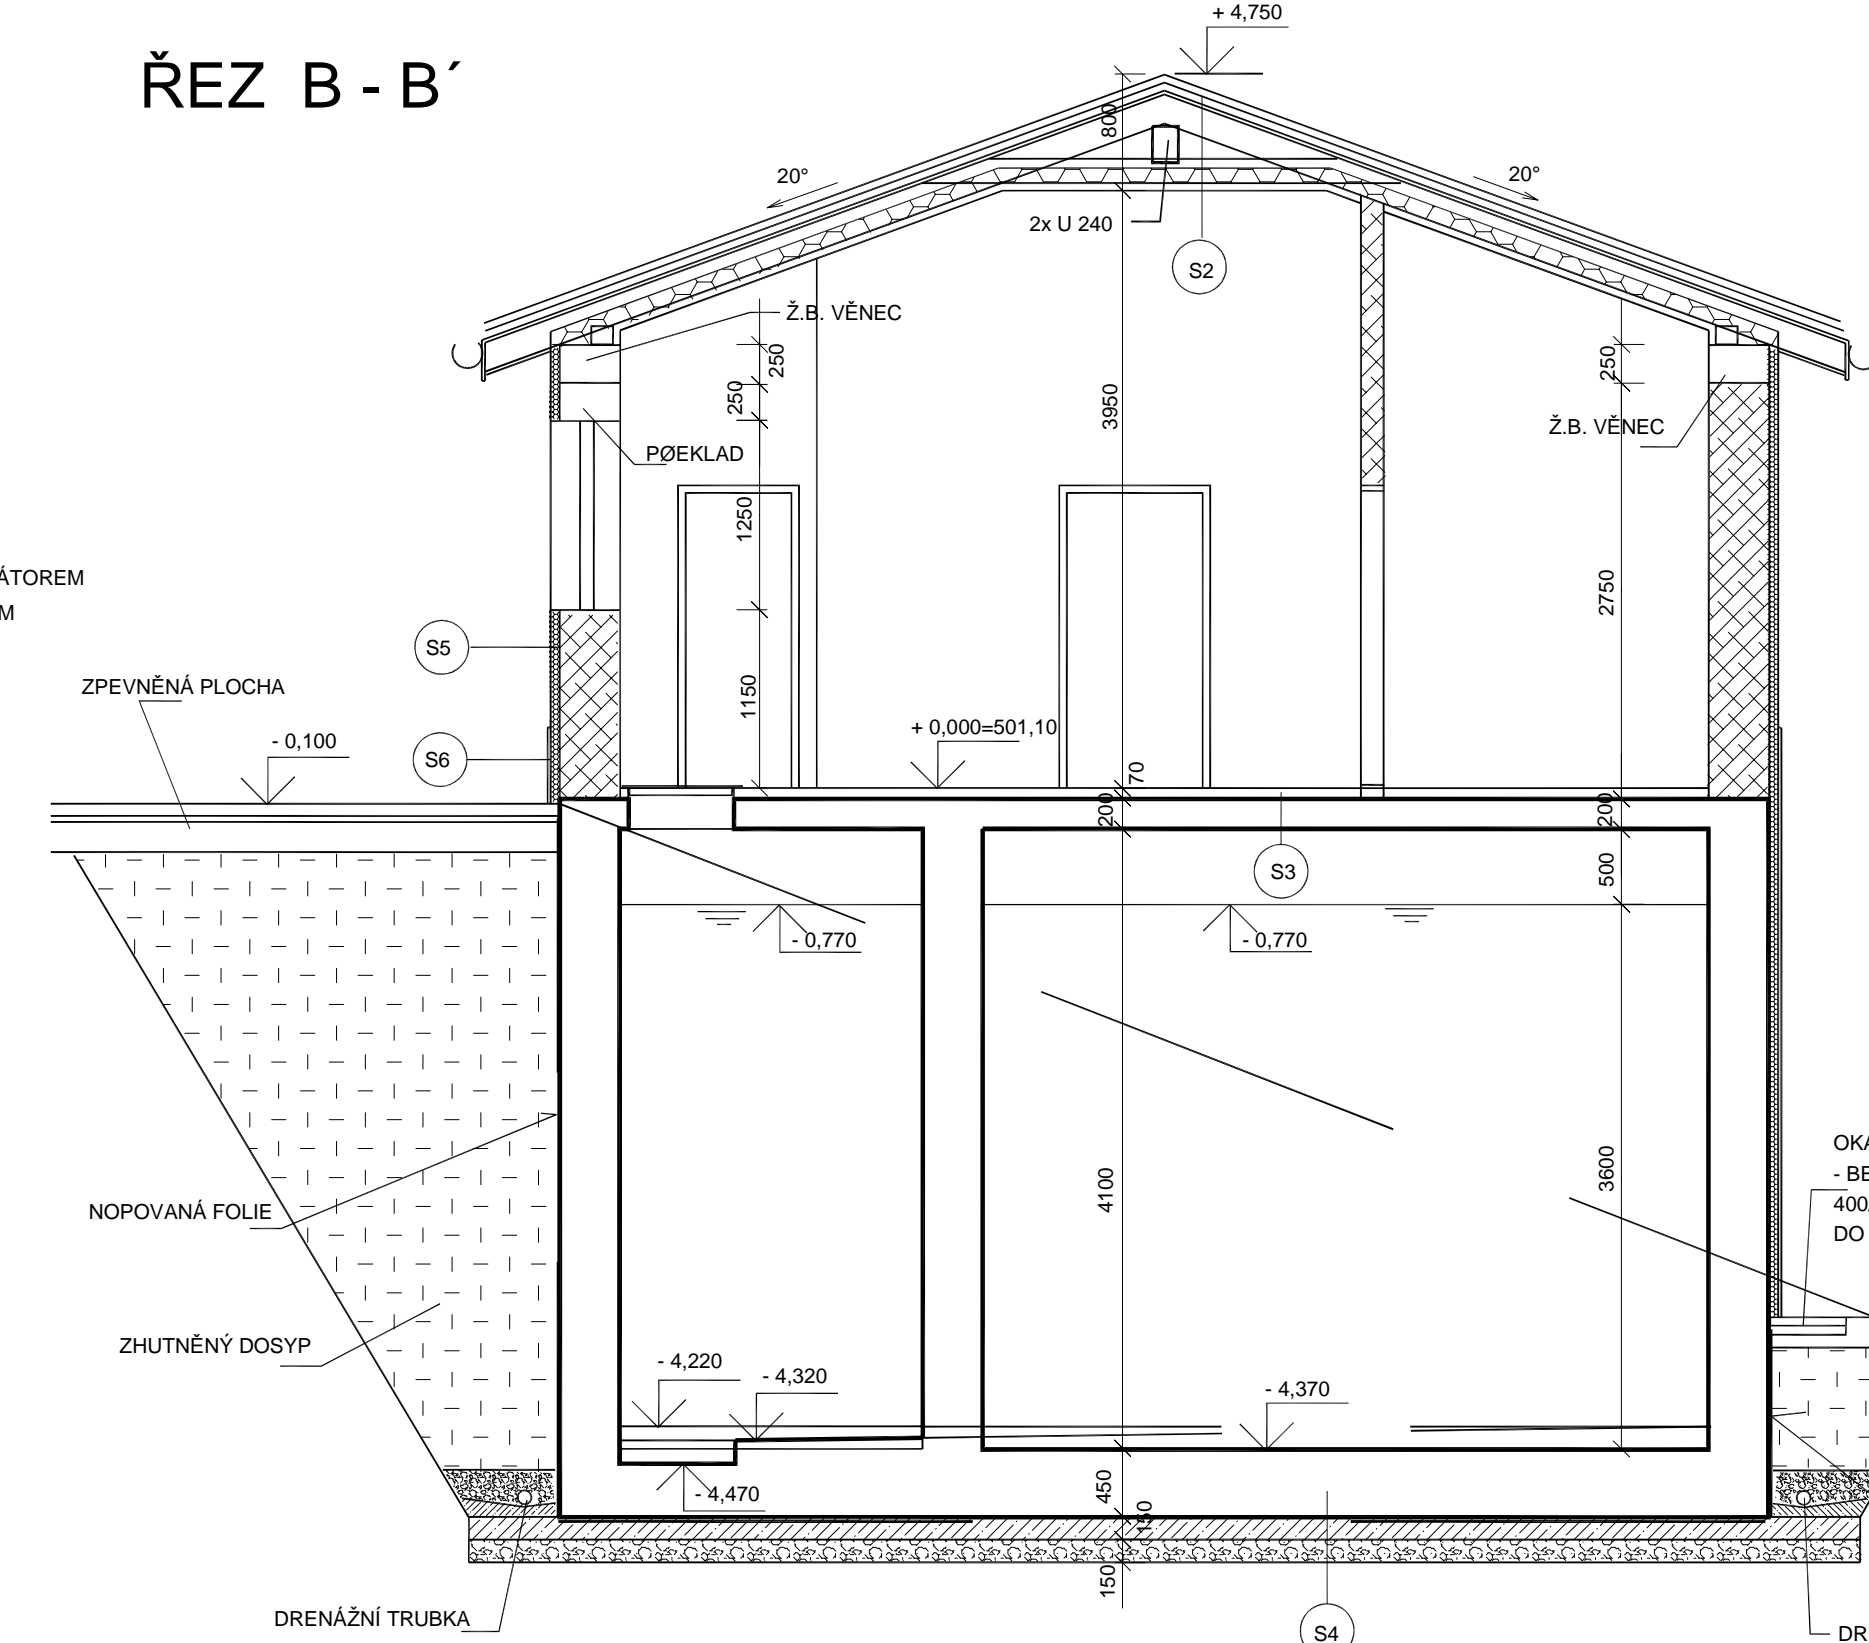 + 4,750
ŘEZ B - B´
800
20°
20°
2x U 240
S2
Ž.B. VĚNEC
250
250
250
3950
Ž.B. VĚNEC
PØEKLAD
1250
ÁTOREM
M
2750
S5
ZPEVNĚNÁ PLOCHA
1150
- 0,100
+ 0,000=501,10
S6
70
200
200
S3
500
- 0,770
- 0,770
OKA
- BE
3600
4100
400
DO
NOPOVANÁ FOLIE
ZHUTNĚNÝ DOSYP
- 4,220
- 4,320
- 4,370
- 4,470
450
150
150
DRENÁŽNÍ TRUBKA
S4
DR